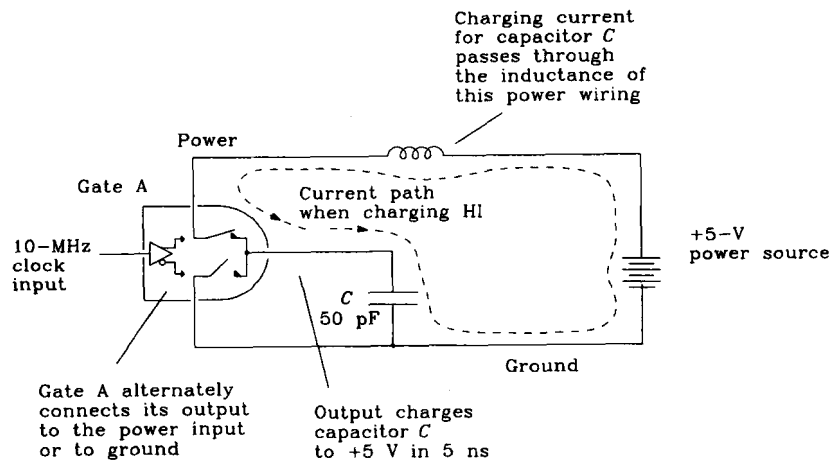 Charging current
for capacitor C
passes through
the inductance of
this power wiring
Power
Gate A
Current path
when charging HI
10-MHz
clock
input
+5-V
power source
C
50 pF
Ground
Gate A alternately
connects its output
to the power input
or to ground
Output charges
capacitor C
to +5 V in 5 ns